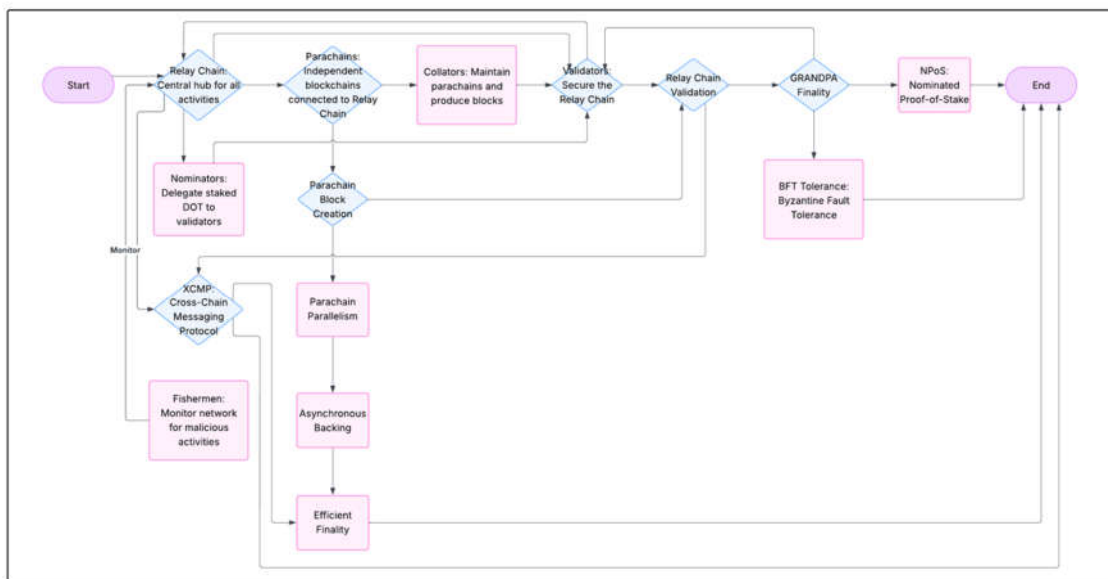 Start
Relay Chain:
Central hub for all
activities
Parachains:
Independent
blockchains
connected to Relay
Chain
Collators: Maintain
parachains and
produce blocks
Validators:
Secure the
Relay Chain
Relay Chain
Validation
GRANDPA
Finality
NPoS:
Nominated
Proof-of-Stake
End
Nominators:
Delegate staked
DOT to
validators
Parachain
Block
Creation
BFT Tolerance:
Byzantine Fault
Tolerance
Monitor
XCMP:
Cross-Chain
Messaging
Protocol
Parachain
Parallelism
Fishermen:
Monitor network
for malicious
activities
Asynchronous
Backing
Efficient
Finality